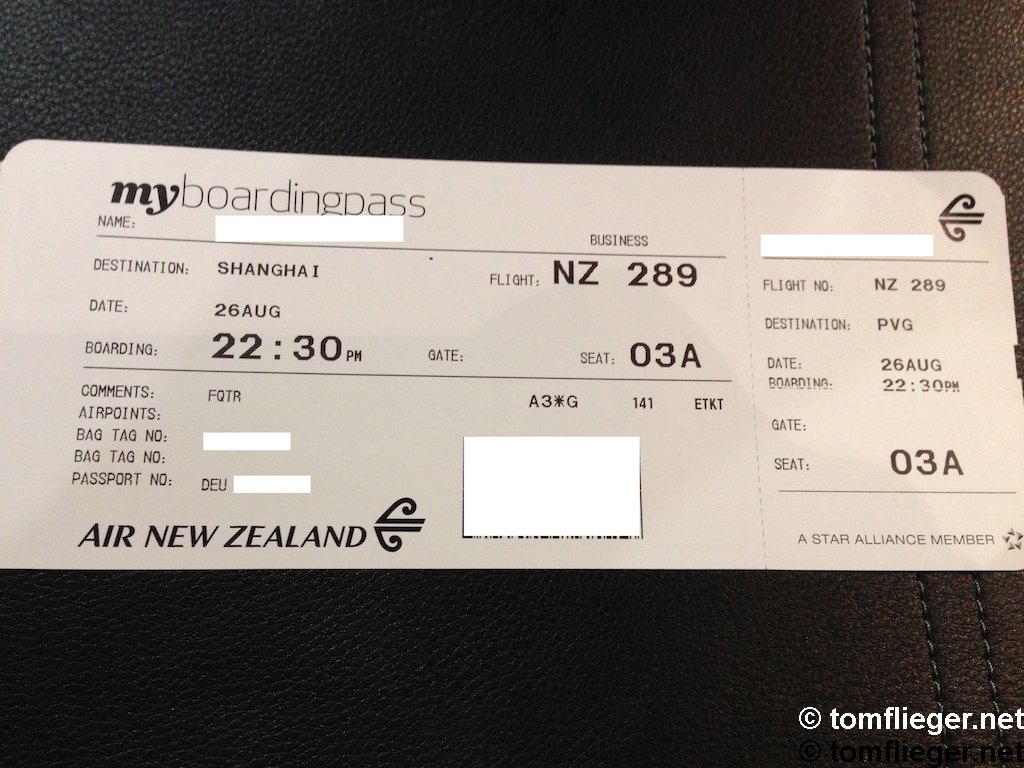 myboardingpass
NAME:
BUSINESS
DESTINATION: SHANGHAI FLIGHT: NZ 289
DATE: 26AUG
BOARDING: 22:30PM GATE: SEAT: 03A
COMMENTS: FQTR A3*G 141 ETKT
AIRPOINTS:
BAG TAG NO:
BAG TAG NO:
PASSPORT NO: DEU
AIR NEW ZEALAND
FLIGHT NO: NZ 289
DESTINATION: PVG
DATE: 26AUG
BOARDING: 22:30PM
GATE:
SEAT: 03A
A STAR ALLIANCE MEMBER
© tomflieger.net
© tomflieger.net